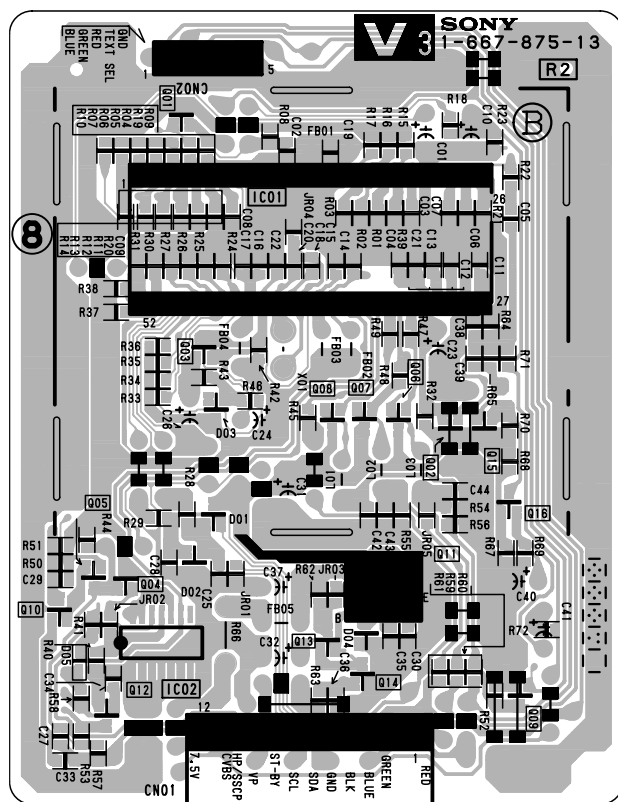 SONY
V 3 1-667-875-13
R2
B
8
GND
TEXT SEL
RED
GREEN
BLUE
1
5
CN02
Q01
R10
R07
R06
R05
R04
R19
R09
R08
C02
FB01
C19
R17
R16
R15
C01
R18
C10
R23
R22
C05
1
IC01
26
R21
C08
JR04
R03
C03
C07
R14
R13
R12
R11
R20
C09
R31
R30
R27
R26
R25
R24
C17
C16
C22
C20
C18
C15
C14
R02
R01
C04
R39
C21
C13
C12
C06
C11
R38
R37
52
27
R36
R35
R34
R33
Q03
R43
FB04
R42
FB03
FB02
R49
R47
C23
C38
C39
R64
R71
Q06
R48
R46
X01
Q08
Q07
R32
R65
R45
C26
D03
C24
R70
R68
Q02
Q15
R28
C31
L01
L02
L03
C44
R54
R56
Q16
Q05
R44
R29
D01
C42
C43
R55
JR05
Q11
R67
R69
R51
R50
C29
C28
D02
C25
JR01
C37
R62
JR03
R61
R59
R60
C40
C41
Q04
JR02
Q10
R41
FB05
R66
Q13
D04
R72
R40
D05
C34
R58
Q12
IC02
C32
C36
R63
C35
C30
Q14
C27
C33
R53
R57
12
R52
Q09
CN01
7.5V
HP/SSCP
CVBS
VP
ST-BY
SCL
SDA
GND
BLK
BLUE
GREEN
RED
1